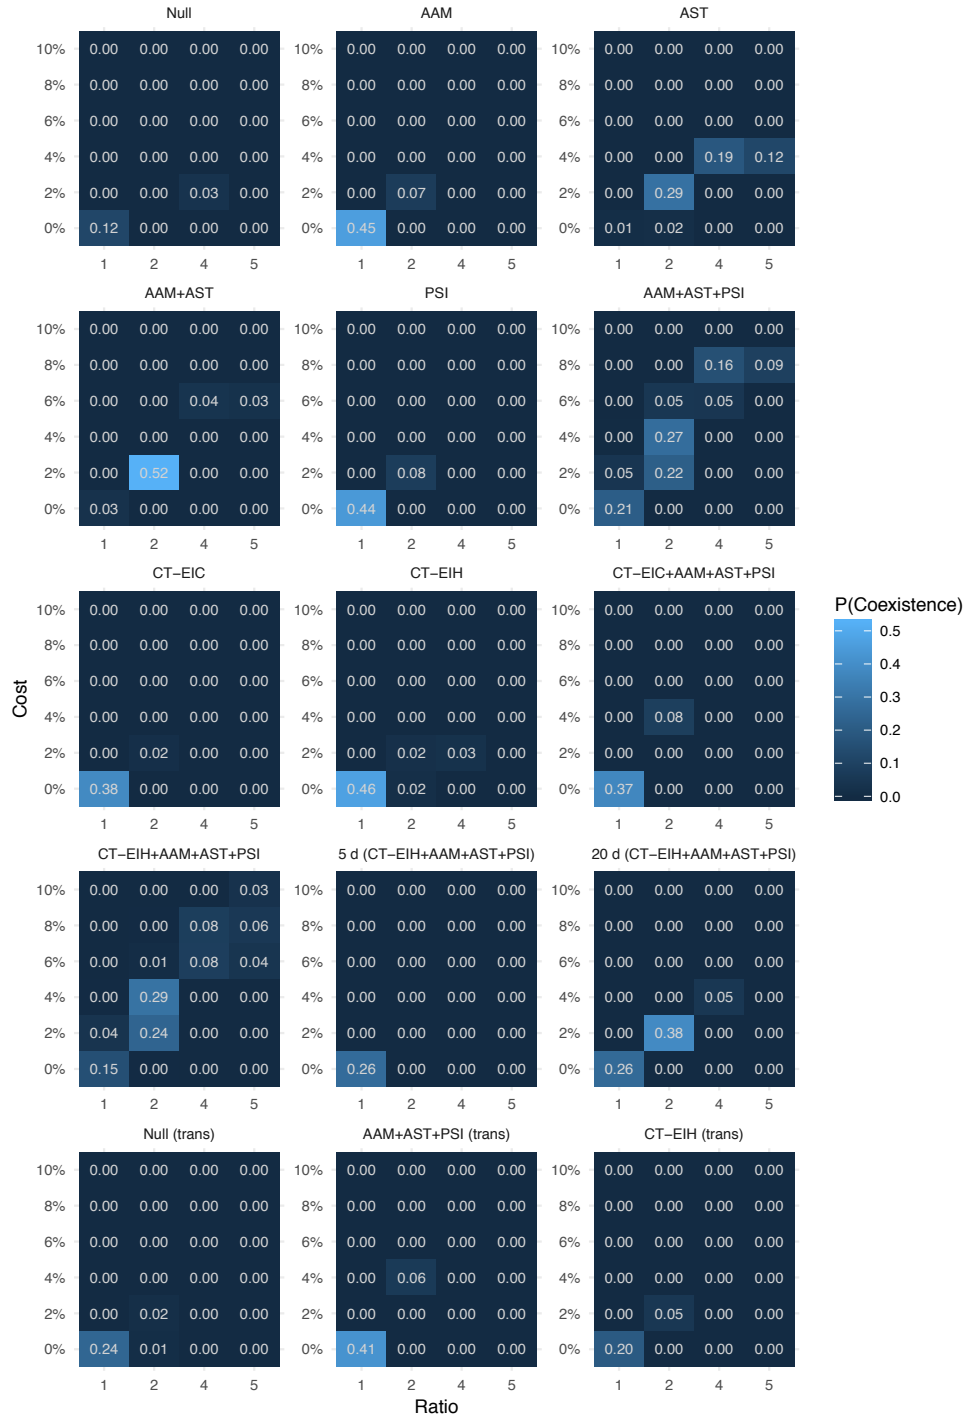 Null AAM AST
10% 0.00 0.00 0.00 0.00 0.00 0.00 0.00 0.00 10% 0.00 0.00 0.00 0.00
8% 0.00 0.00 0.00 0.00 0.00 0.00 0.00 0.00 8% 0.00 0.00 0.00 0.00
6% 0.00 0.00 0.00 0.00 0.00 0.00 0.00 0.00 6% 0.00 0.00 0.00 0.00
4% 0.00 0.00 0.00 0.00 0.00 0.00 0.00 0.00 4% 0.00 0.00 0.19 0.12
2% 0.00 0.00 0.03 0.00 0.00 0.07 0.00 0.00 2% 0.00 0.29 0.00 0.00
0% 0.12 0.00 0.00 0.00 0.45 0.00 0.00 0.00 0% 0.01 0.02 0.00 0.00
1 2 4 5 1 2 4 5 1 2 4 5
AAM+AST PSI AAM+AST+PSI
10% 0.00 0.00 0.00 0.00 10% 0.00 0.00 0.00 0.00 10% 0.00 0.00 0.00 0.00
8% 0.00 0.00 0.00 0.00 8% 0.00 0.00 0.00 0.00 8% 0.00 0.00 0.16 0.09
6% 0.00 0.00 0.04 0.03 6% 0.00 0.00 0.00 0.00 6% 0.00 0.05 0.05 0.00
4% 0.00 0.00 0.00 0.00 4% 0.00 0.00 0.00 0.00 4% 0.00 0.27 0.00 0.00
2% 0.00 0.52 0.00 0.00 2% 0.00 0.08 0.00 0.00 2% 0.05 0.22 0.00 0.00
0% 0.03 0.00 0.00 0.00 0% 0.44 0.00 0.00 0.00 0% 0.21 0.00 0.00 0.00
1 2 4 5 1 2 4 5 1 2 4 5
CT−EIC CT−EIH CT−EIC+AAM+AST+PSI
10% 0.00 0.00 0.00 0.00 10% 0.00 0.00 0.00 0.00 10% 0.00 0.00 0.00 0.00
8% 0.00 0.00 0.00 0.00 8% 0.00 0.00 0.00 0.00 8% 0.00 0.00 0.00 0.00
6% 0.00 0.00 0.00 0.00 6% 0.00 0.00 0.00 0.00 6% 0.00 0.00 0.00 0.00
4% 0.00 0.00 0.00 0.00 4% 0.00 0.00 0.00 0.00 4% 0.00 0.08 0.00 0.00
2% 0.00 0.02 0.00 0.00 2% 0.00 0.02 0.03 0.00 2% 0.00 0.00 0.00 0.00
0% 0.38 0.00 0.00 0.00 0% 0.46 0.02 0.00 0.00 0% 0.37 0.00 0.00 0.00
1 2 4 5 1 2 4 5 1 2 4 5
CT−EIH+AAM+AST+PSI 5 d (CT−EIH+AAM+AST+PSI) 20 d (CT−EIH+AAM+AST+PSI)
10% 0.00 0.00 0.00 0.03 10% 0.00 0.00 0.00 0.00 10% 0.00 0.00 0.00 0.00
8% 0.00 0.00 0.08 0.06 8% 0.00 0.00 0.00 0.00 8% 0.00 0.00 0.00 0.00
6% 0.00 0.01 0.08 0.04 6% 0.00 0.00 0.00 0.00 6% 0.00 0.00 0.00 0.00
4% 0.00 0.29 0.00 0.00 4% 0.00 0.00 0.00 0.00 4% 0.00 0.00 0.05 0.00
2% 0.04 0.24 0.00 0.00 2% 0.00 0.00 0.00 0.00 2% 0.00 0.38 0.00 0.00
0% 0.15 0.00 0.00 0.00 0% 0.26 0.00 0.00 0.00 0% 0.26 0.00 0.00 0.00
1 2 4 5 1 2 4 5 1 2 4 5
Null (trans) AAM+AST+PSI (trans) CT−EIH (trans)
10% 0.00 0.00 0.00 0.00 10% 0.00 0.00 0.00 0.00 10% 0.00 0.00 0.00 0.00
8% 0.00 0.00 0.00 0.00 8% 0.00 0.00 0.00 0.00 8% 0.00 0.00 0.00 0.00
6% 0.00 0.00 0.00 0.00 6% 0.00 0.00 0.00 0.00 6% 0.00 0.00 0.00 0.00
4% 0.00 0.00 0.00 0.00 4% 0.00 0.06 0.00 0.00 4% 0.00 0.00 0.00 0.00
2% 0.00 0.02 0.00 0.00 2% 0.00 0.00 0.00 0.00 2% 0.00 0.05 0.00 0.00
0% 0.24 0.01 0.00 0.00 0% 0.41 0.00 0.00 0.00 0% 0.20 0.00 0.00 0.00
1 2 4 5 1 2 4 5 1 2 4 5
Ratio
Cost
P(Coexistence)
0.5
0.4
0.3
0.2
0.1
0.0